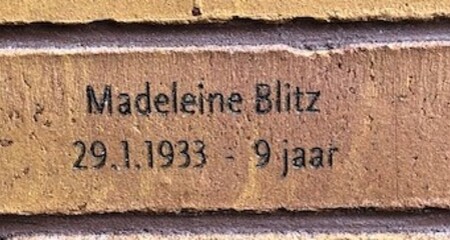 Madeleine Blitz
29.1.1933 - 9 jaar